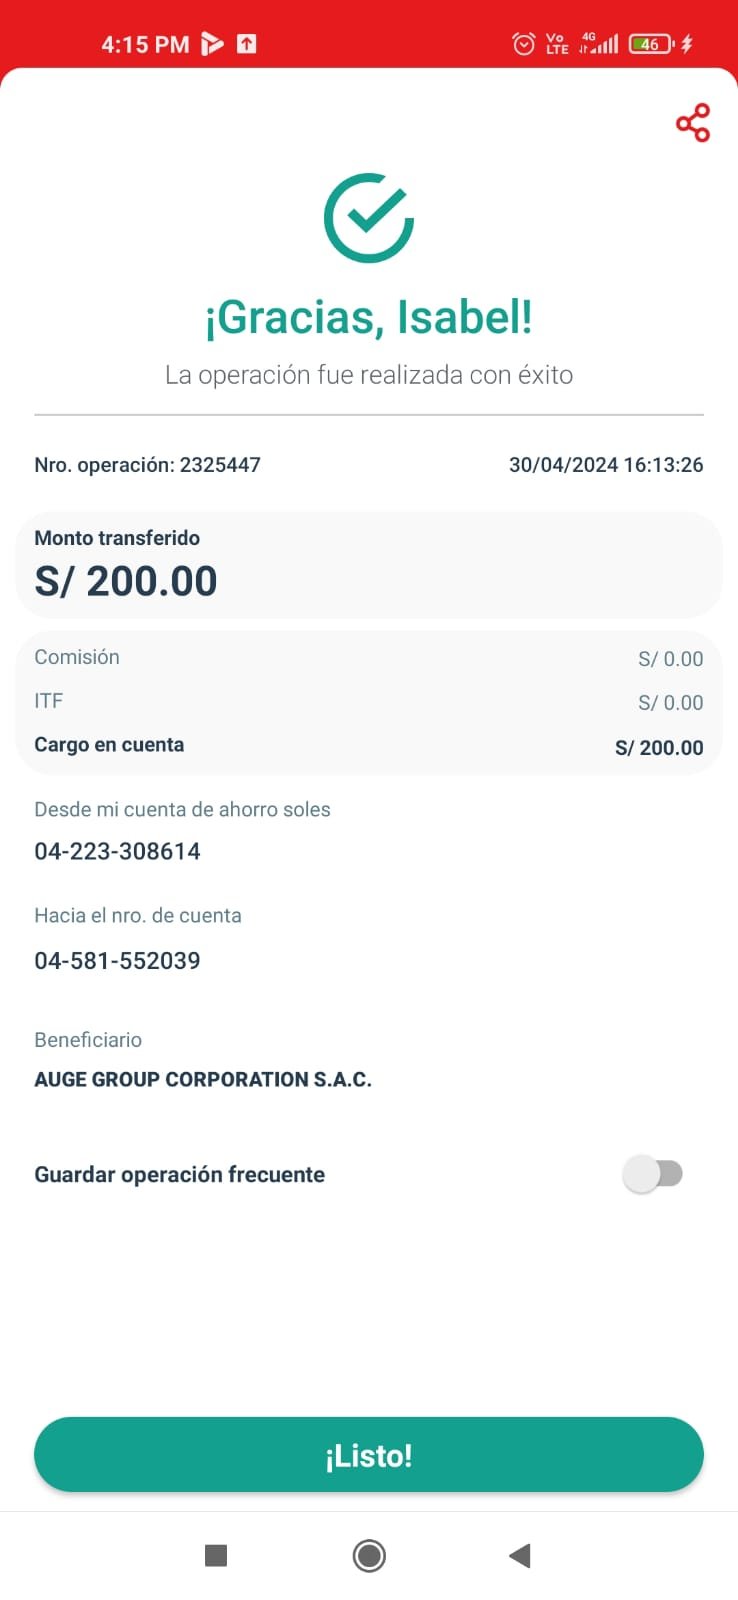 4:15 PM
Vo LTE 4G 46
¡Gracias, Isabel!
La operación fue realizada con éxito
Nro. operación: 2325447 30/04/2024 16:13:26
Monto transferido
S/ 200.00
Comisión S/ 0.00
ITF S/ 0.00
Cargo en cuenta S/ 200.00
Desde mi cuenta de ahorro soles
04-223-308614
Hacia el nro. de cuenta
04-581-552039
Beneficiario
AUGE GROUP CORPORATION S.A.C.
Guardar operación frecuente
¡Listo!